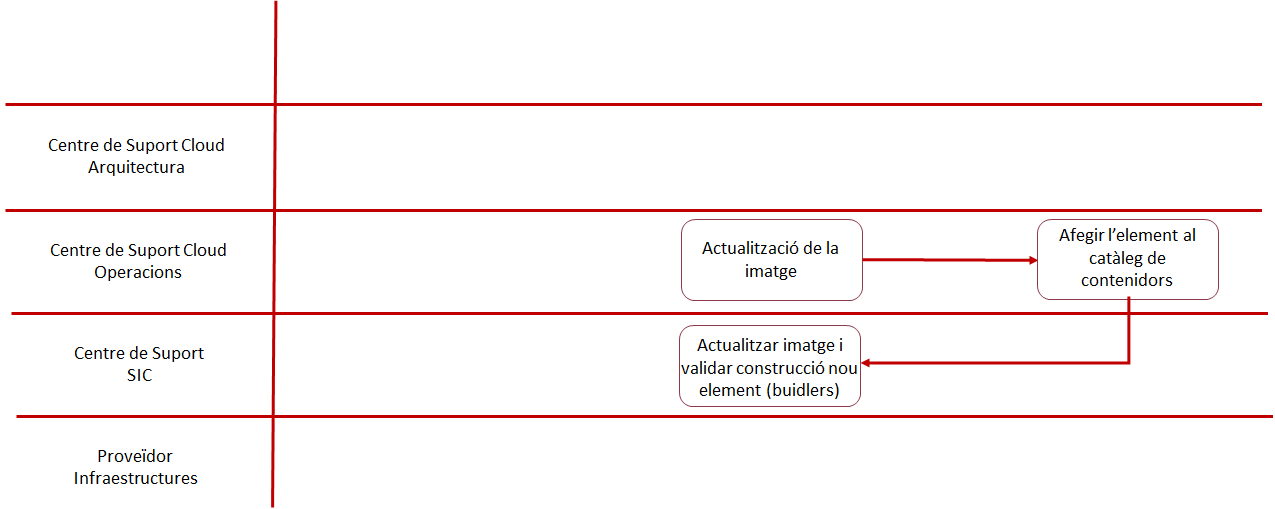 Centre de Suport Cloud
Arquitectura
Centre de Suport Cloud
Operacions
Actualització de la
imatge
Afegir l’element al
catàleg de
contenidors
Centre de Suport
SIC
Actualitzar imatge i
validar construcció nou
element (buidlers)
Proveïdor
Infraestructures